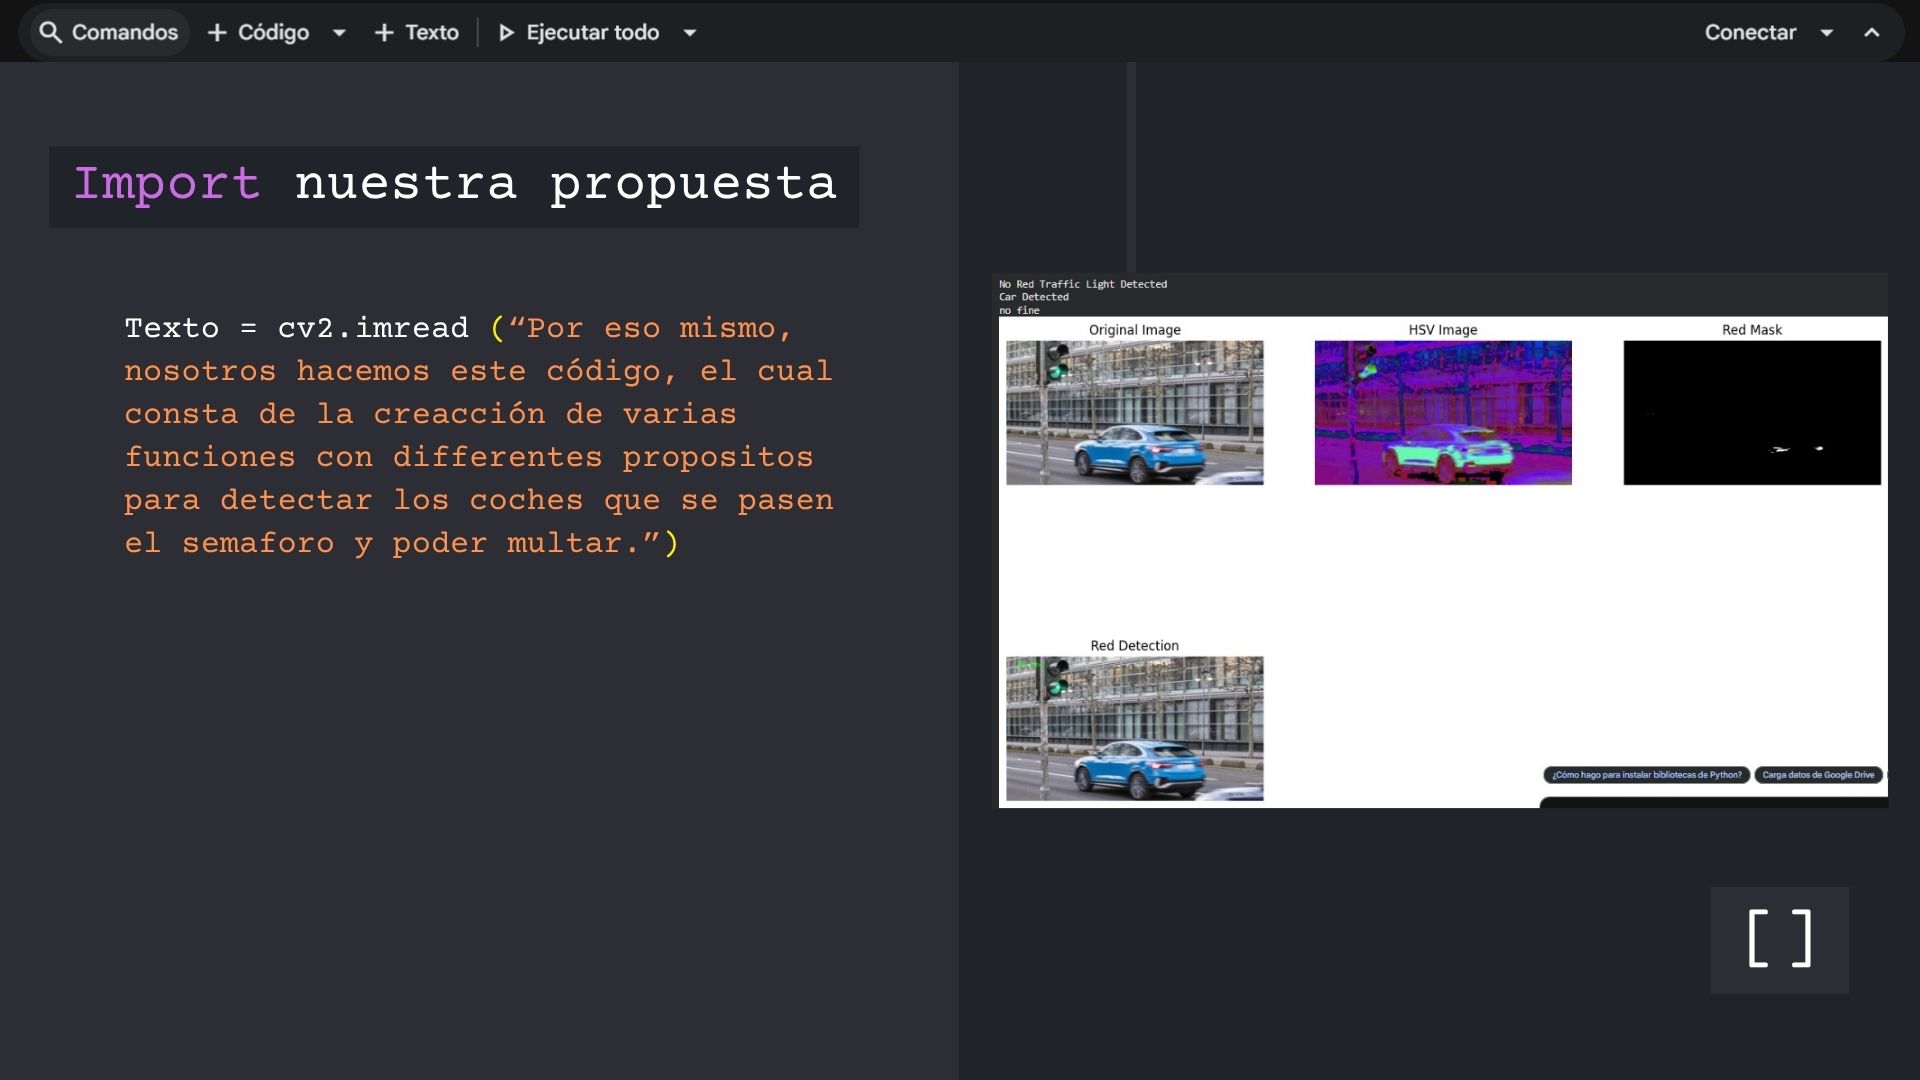 Comandos + Código + Texto Ejecutar todo Conectar
Import nuestra propuesta
Texto = cv2.imread (“Por eso mismo,
nosotros hacemos este código, el cual
consta de la creacción de varias
funciones con differentes propositos
para detectar los coches que se pasen
el semaforo y poder multar.”)
No Red Traffic Light Detected
Car Detected
no fine
Original Image HSV Image Red Mask
Red Detection
¿Cómo hago para instalar bibliotecas de Python? Carga datos de Google Drive
[ ]